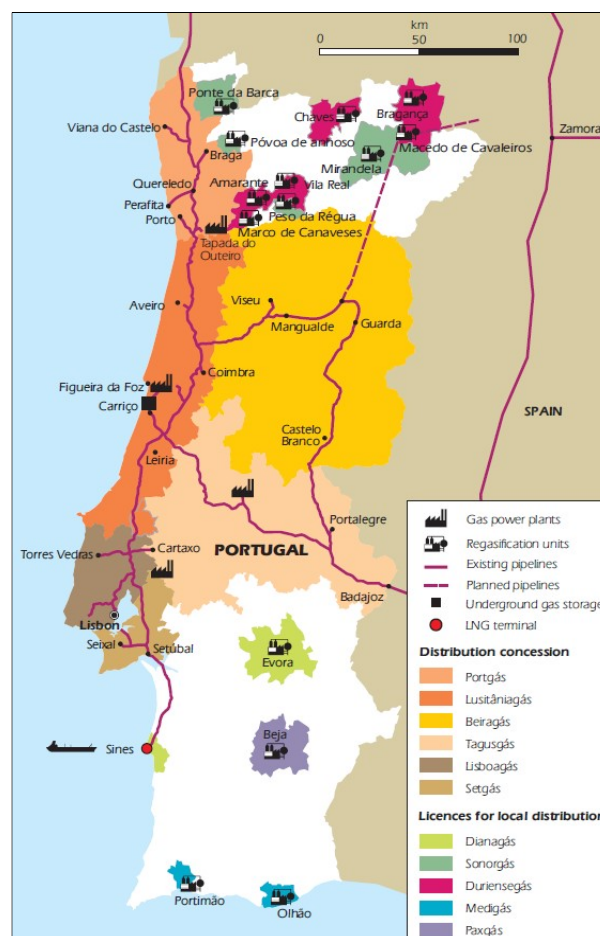 km
0 50 100
Ponte da Barca
Chaves
Bragança
Viana do Castelo
Zamora
Póvoa de
Macedo de Cavaleiros
Braga
Mirandela
Amarante
Vila Real
Quereledo
Perafita
Peso da Régua
Porto
Marco de Canaveses
Tapada do
Outeiro
Viseu
Aveiro
Mangualde
Guarda
Coimbra
Figueira da Foz
Carriço
SPAIN
Castelo
Branco
Leiria
Portalegre
Torres Vedras
Cartaxo
PORTUGAL
Badajoz
Lisbon
Seixal
Setúbal
Evora
Beja
Sines
Portimão
Olhão
Gas power plants
Regasification units
Existing pipelines
Planned pipelines
Underground gas storage
LNG terminal
Distribution concession
Portgás
Lusitâniagás
Beiragás
Tagusgás
Lisboagás
Setgás
Licences for local distribution
Dianagás
Sonorgás
Duriensegás
Medigás
Paxgás